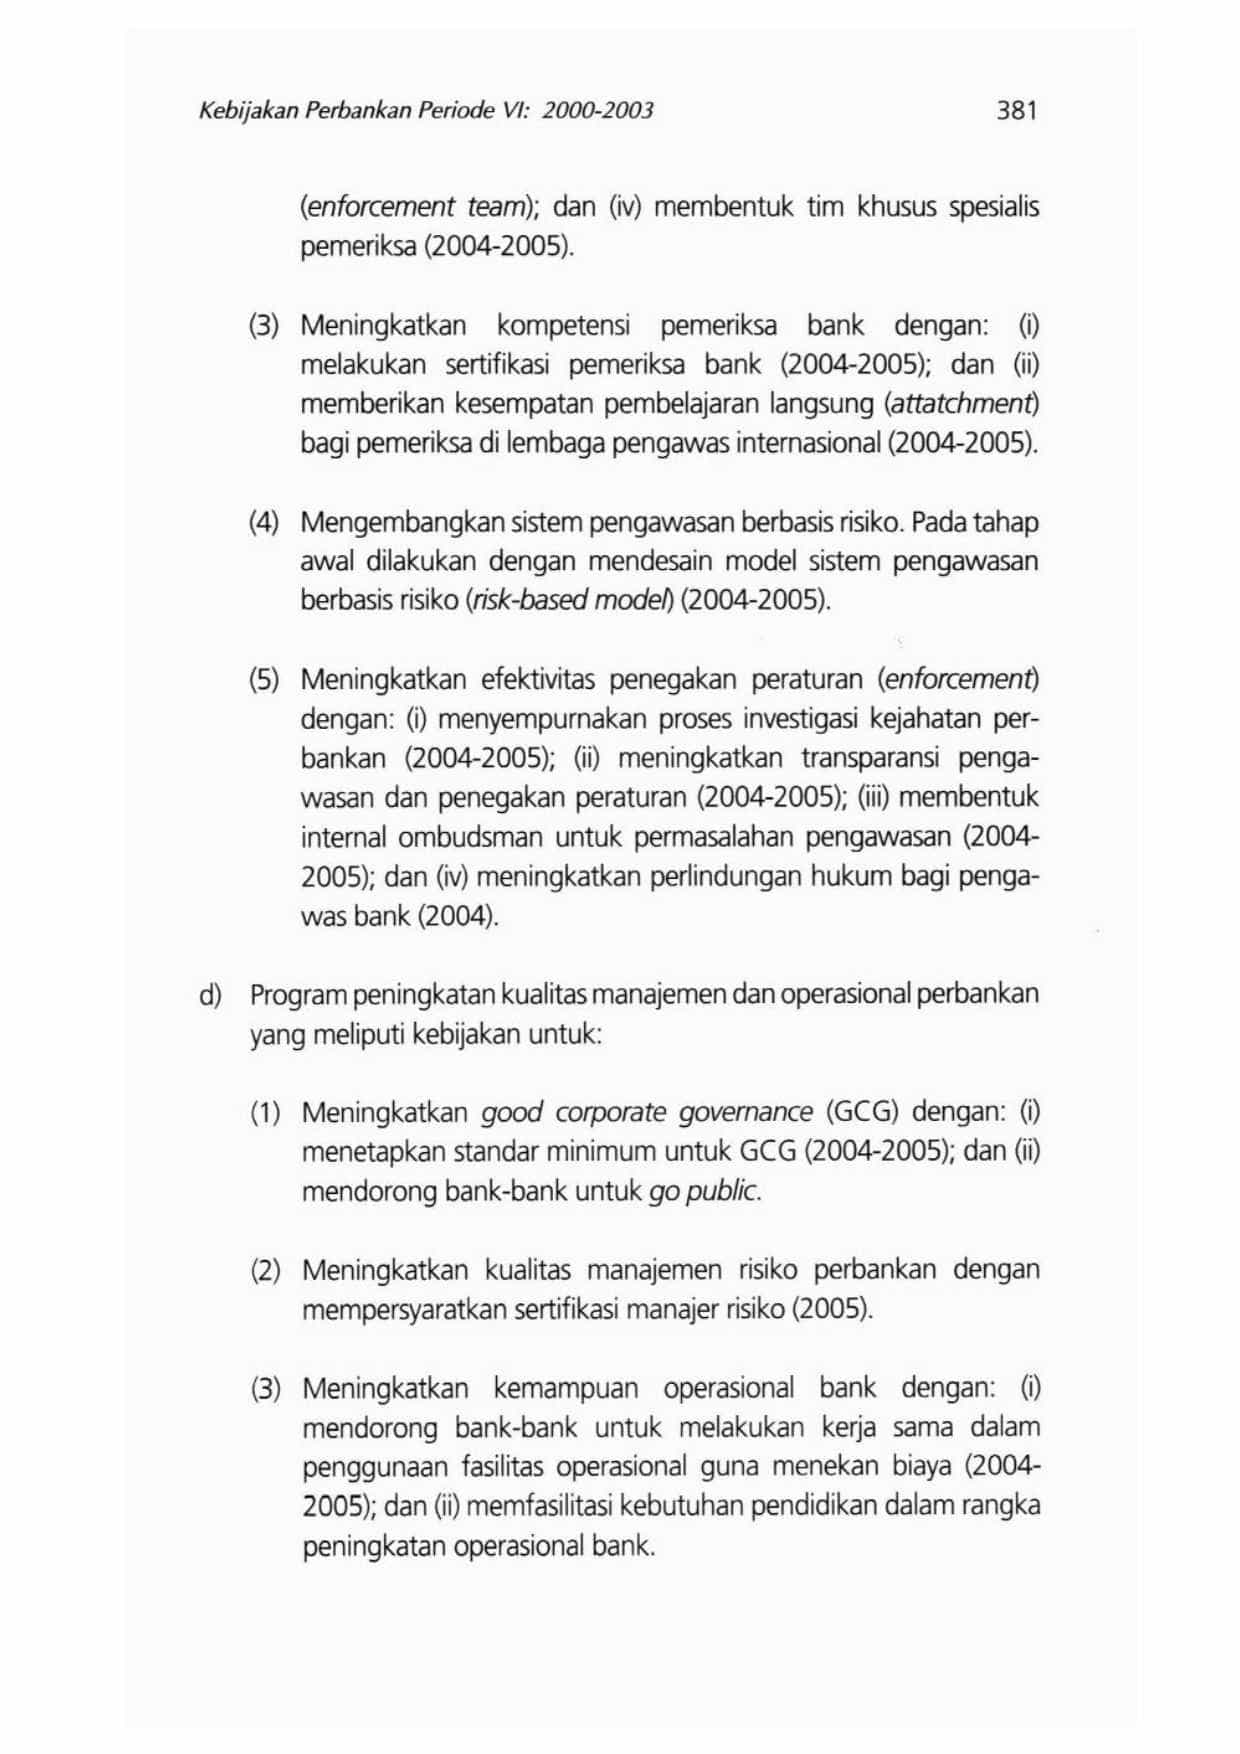 Kebijakan Perbankan Periode VI: 2000-2003 381
(enforcement team); dan (iv) membentuk tim khusus spesialis
pemeriksa (2004-2005).
(3) Meningkatkan kompetensi pemeriksa bank dengan: (i)
melakukan sertifikasi pemeriksa bank (2004-2005); dan (ii)
memberikan kesempatan pembelajaran langsung (attatchment)
bagi pemeriksa di lembaga pengawas internasional (2004-2005).
(4) Mengembangkan sistem pengawasan berbasis risiko. Pada tahap
awal dilakukan dengan mendesain model sistem pengawasan
berbasis risiko (risk-based model) (2004-2005).
(5) Meningkatkan efektivitas penegakan peraturan (enforcement)
dengan: (i) menyempurnakan proses investigasi kejahatan per-
bankan (2004-2005); (ii) meningkatkan transparansi penga-
wasan dan penegakan peraturan (2004-2005); (iii) membentuk
internal ombudsman untuk permasalahan pengawasan (2004-
2005); dan (iv) meningkatkan perlindungan hukum bagi penga-
was bank (2004).
d) Program peningkatan kualitas manajemen dan operasional perbankan
yang meliputi kebijakan untuk:
(1) Meningkatkan good corporate governance (GCG) dengan: (i)
menetapkan standar minimum untuk GCG (2004-2005); dan (ii)
mendorong bank-bank untuk go public.
(2) Meningkatkan kualitas manajemen risiko perbankan dengan
mempersyaratkan sertifikasi manajer risiko (2005).
(3) Meningkatkan kemampuan operasional bank dengan: (i)
mendorong bank-bank untuk melakukan kerja sama dalam
penggunaan fasilitas operasional guna menekan biaya (2004-
2005); dan (ii) memfasilitasi kebutuhan pendidikan dalam rangka
peningkatan operasional bank.